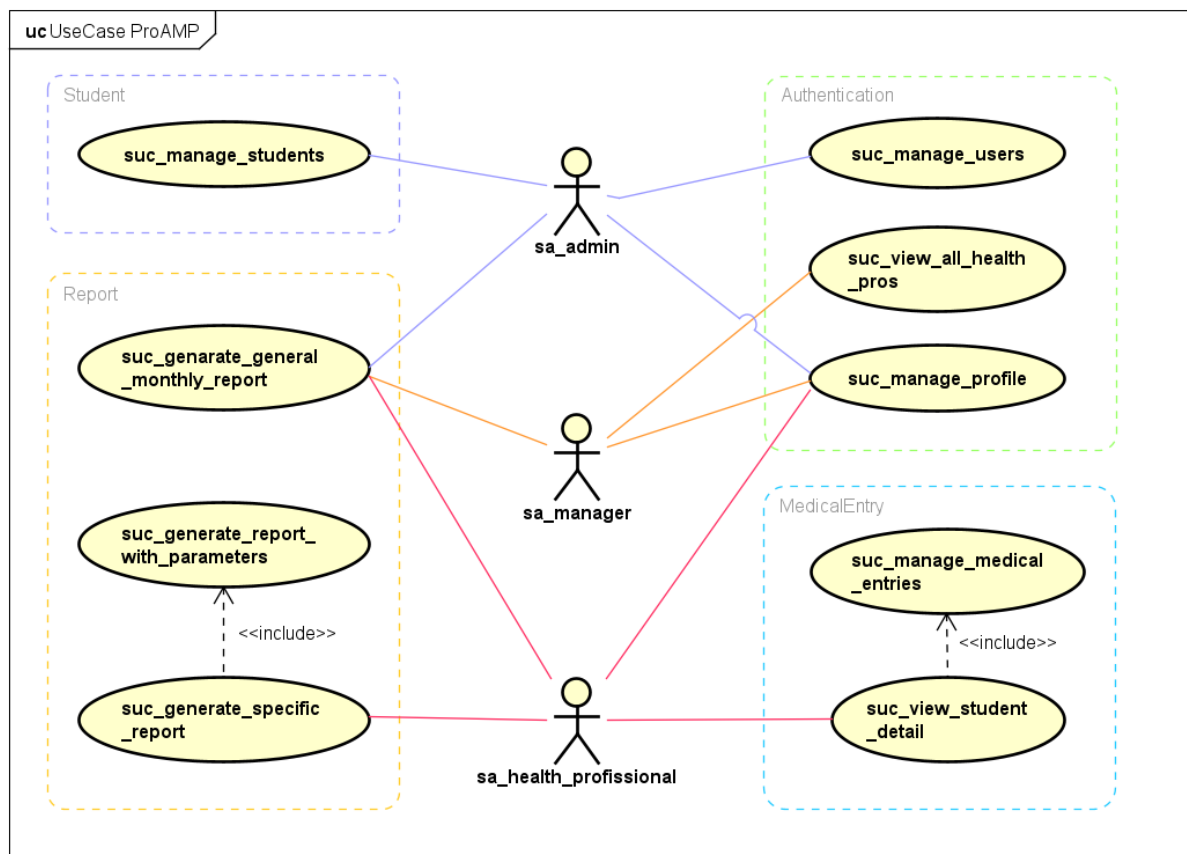 uc UseCase ProAMP
Student
suc_manage_students
Report
suc_genarate_general
_monthly_report
suc_generate_report_
with_parameters
<<include>>
suc_generate_specific
_report
sa_admin
sa_manager
sa_health_profissional
Authentication
suc_manage_users
suc_view_all_health
_pros
suc_manage_profile
MedicalEntry
suc_manage_medical
_entries
<<include>>
suc_view_student
_detail